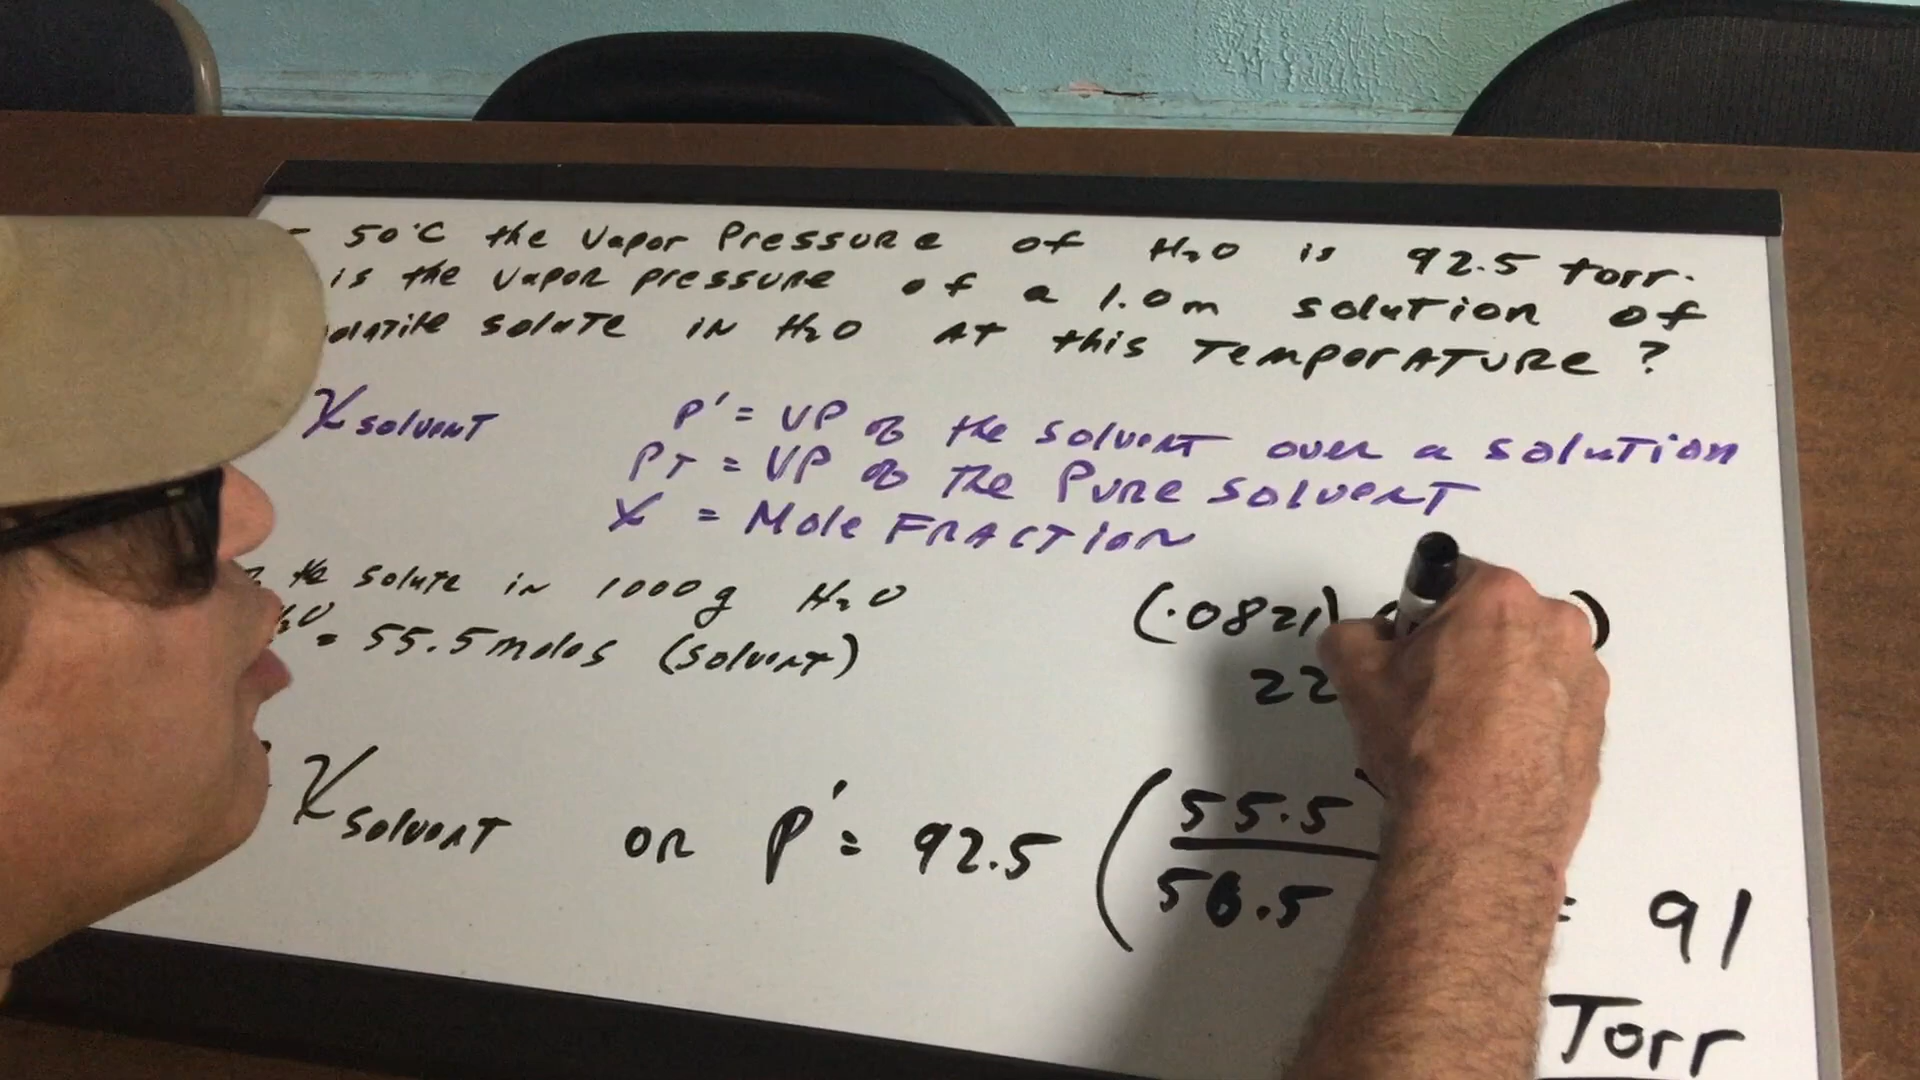 50°C the Vapor Pressure of H₂O is 92.5 torr.
is the vapor pressure of a 1.0m solution of
solute in H₂O AT this TEMPORATURE ?
χ solvent
P' = VP of the solvent over a solution
PT = VP of the Pure solvent
X = Mole FRACTION
the solute in 1000g H₂O
= 55.5 moles (solvent)
(.0821)
22
χ solvent or P' = 92.5 ( 55.5 / 56.5 = 91
Torr